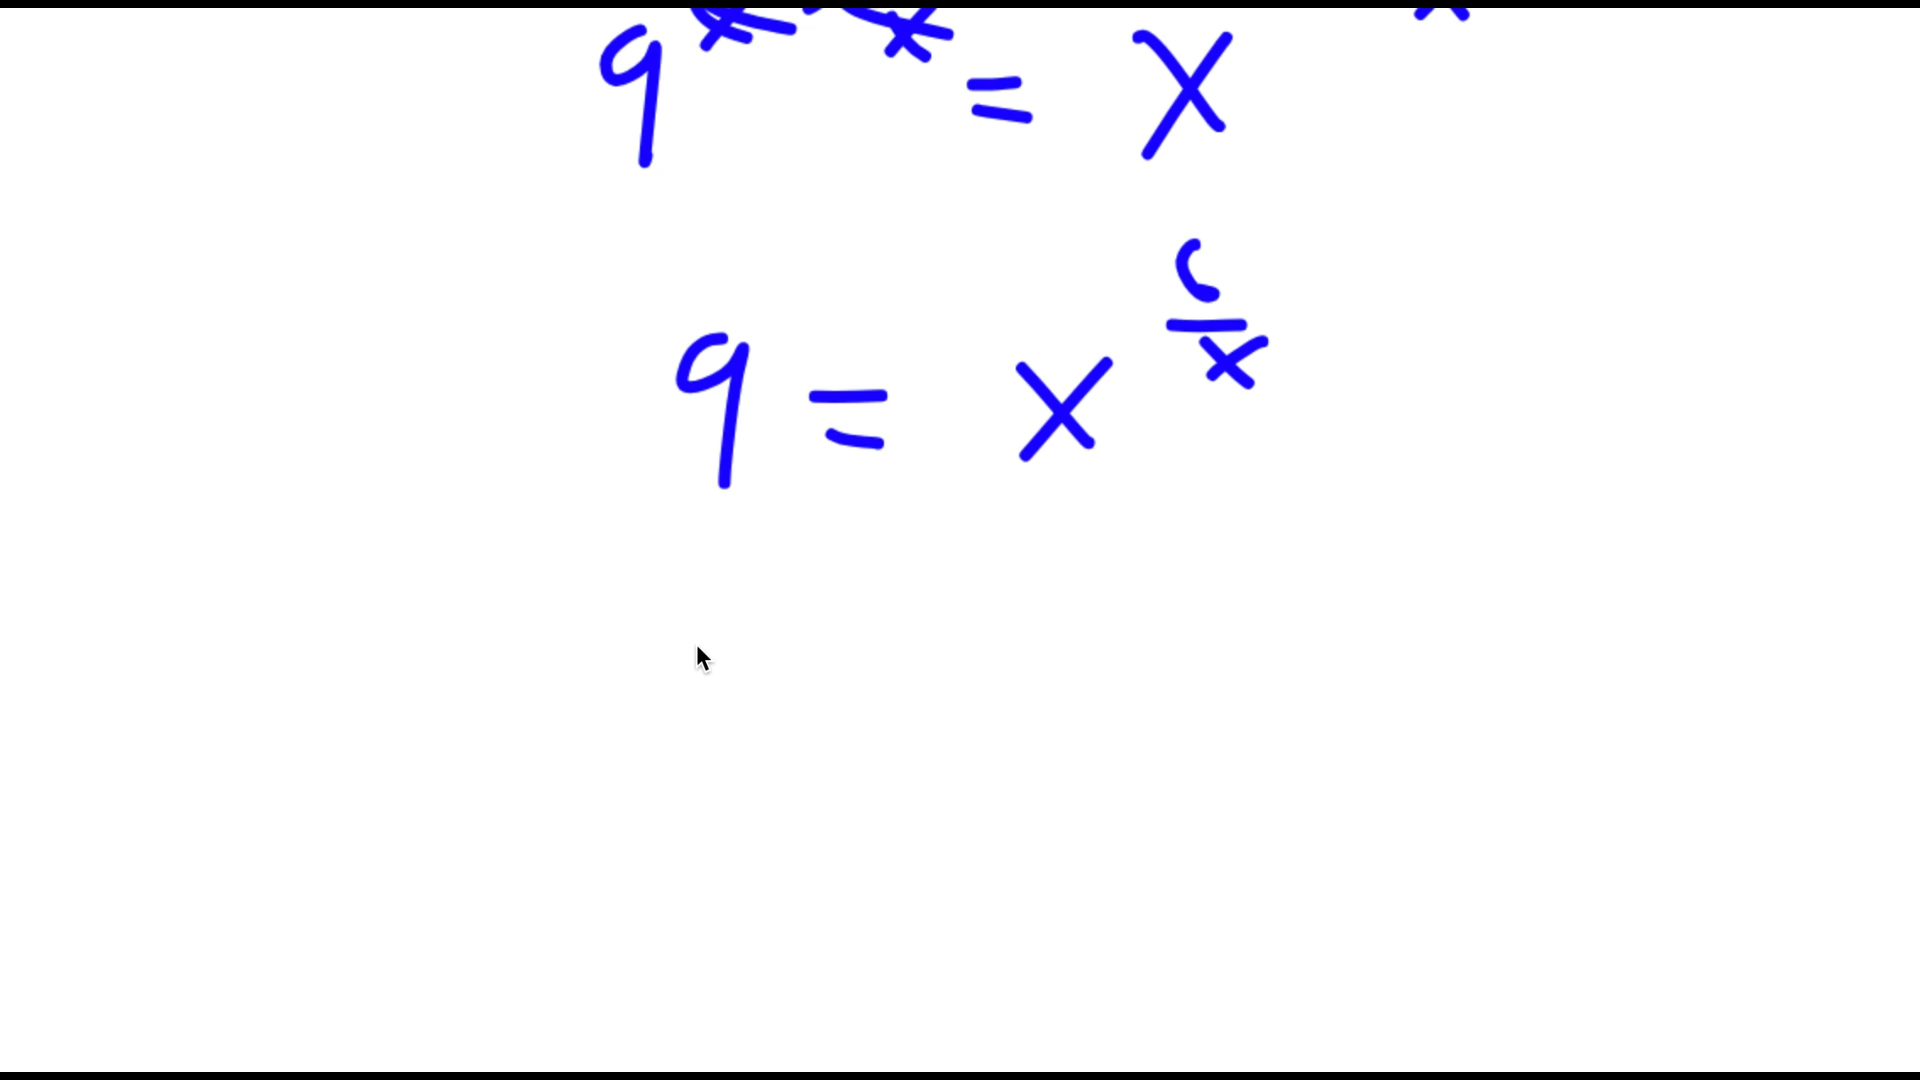 9 = x
9 = x^(6/x)